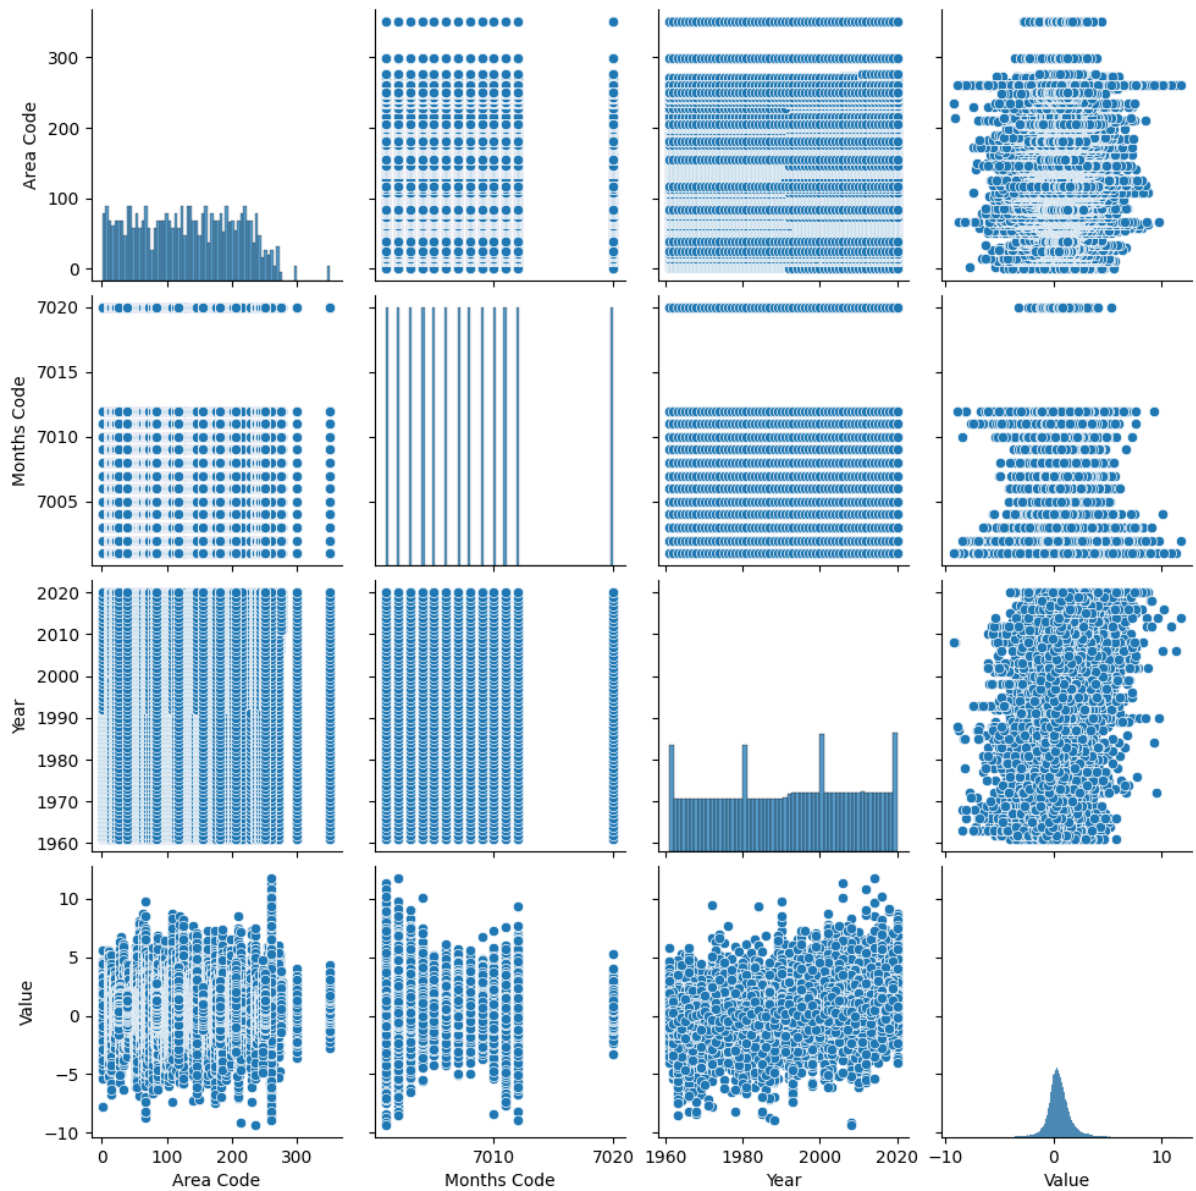 300
200
100
0
Area Code
7020
7015
7010
7005
Months Code
2020
2010
2000
1990
1980
1970
1960
Year
10
5
0
−5
−10
Value
0 100 200 300
Area Code
7010 7020
Months Code
1960 1980 2000 2020
Year
−10 0 10
Value